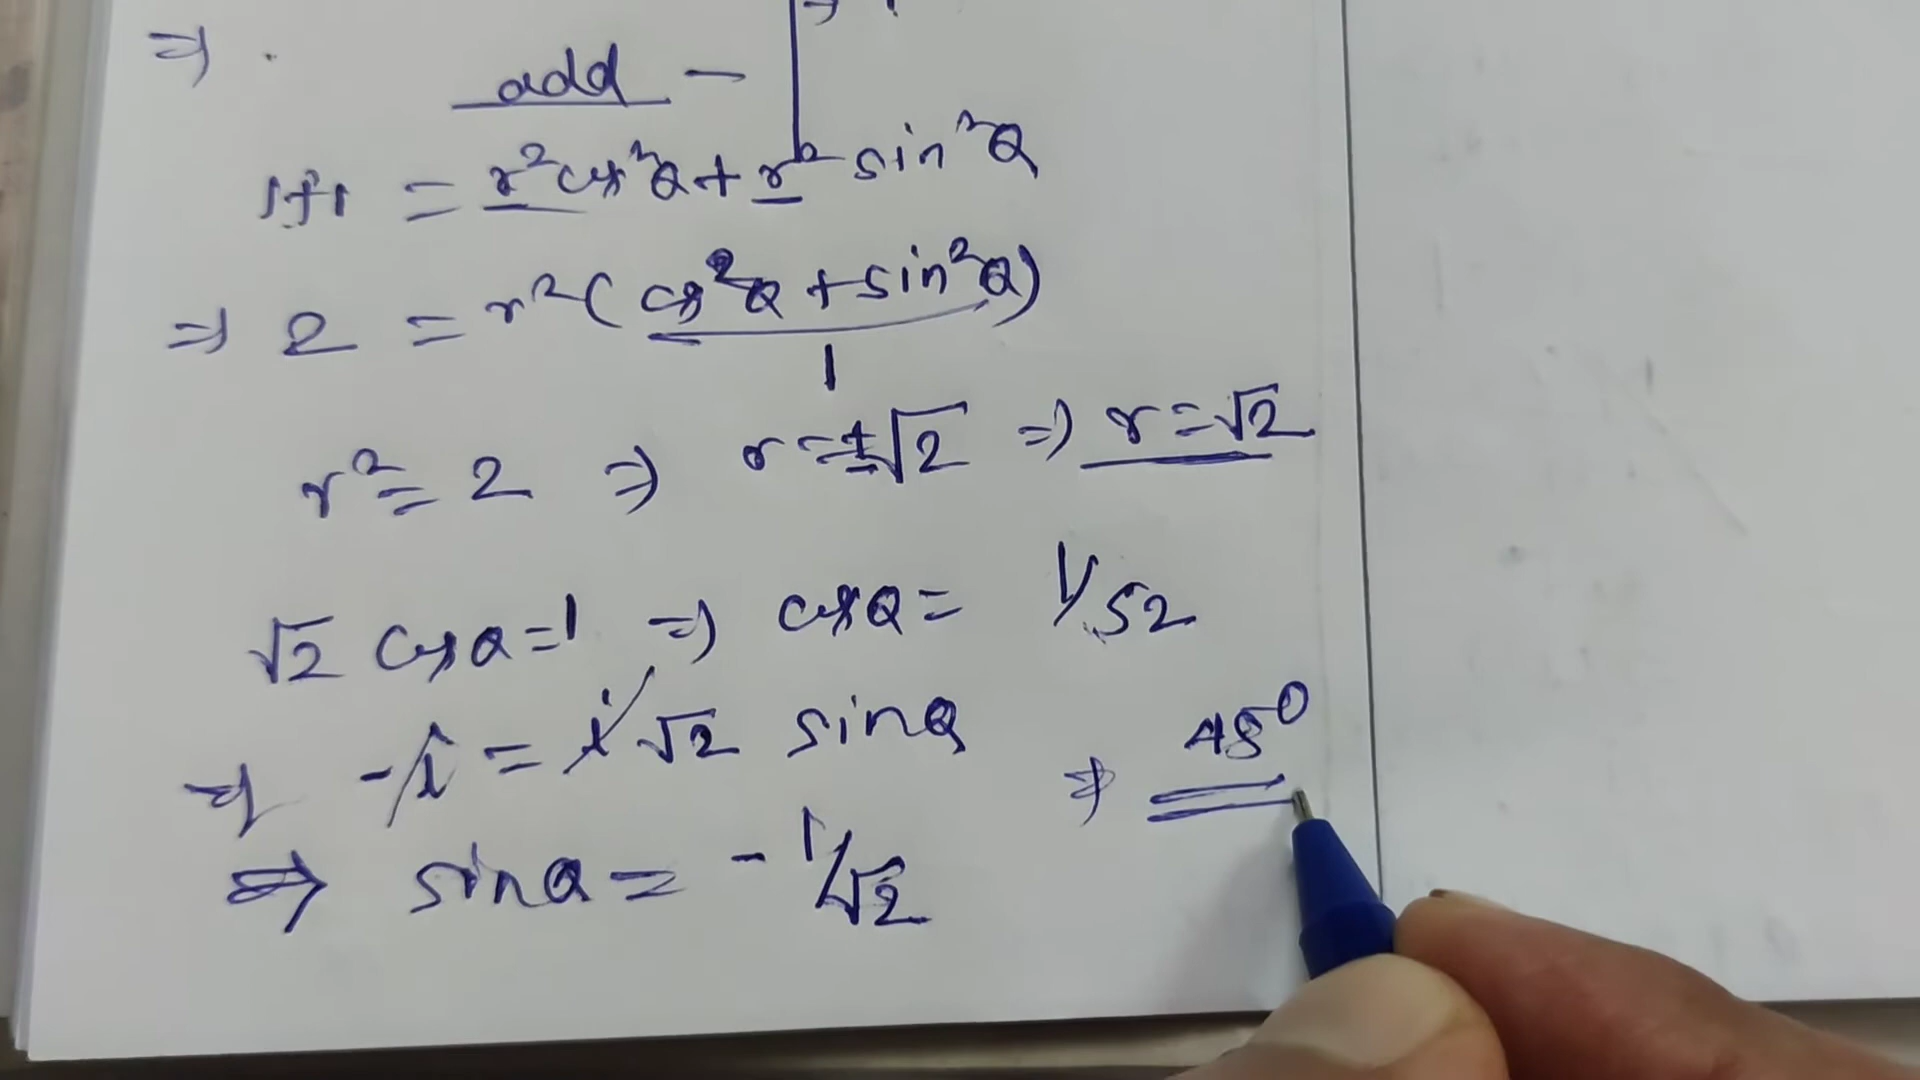 ⇒ .
add —
1+1 = r²cos²θ + r² sin²θ
⇒ 2 = r²(cos²θ + sin²θ)
1
r² = 2 ⇒ r = ±√2 ⇒ r = √2
√2 cosθ = 1 ⇒ cosθ = 1/√2
⇒ -i = i√2 sinθ
⇒ 45°
⇒ sinθ = -1/√2